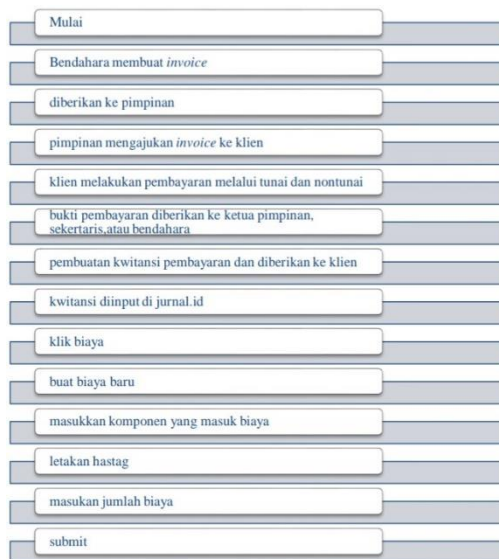 Mulai
Bendahara membuat invoice
diberikan ke pimpinan
pimpinan mengajukan invoice ke klien
klien melakukan pembayaran melalui tunai dan nontunai
bukti pembayaran diberikan ke ketua pimpinan,
sekertaris,atau bendahara
pembuatan kwitansi pembayaran dan diberikan ke klien
kwitansi diinput di jurnal.id
klik biaya
buat biaya baru
masukkan komponen yang masuk biaya
letakan hastag
masukan jumlah biaya
submit